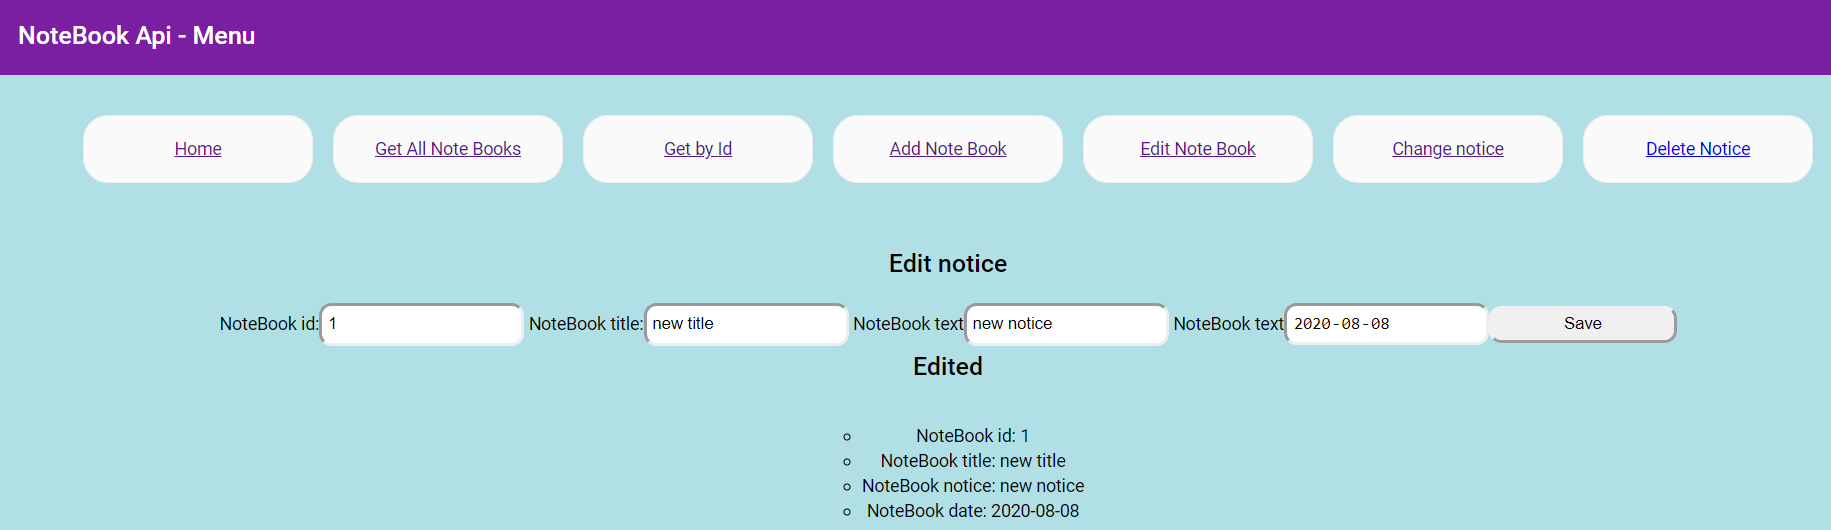 NoteBook Api - Menu
Home Get All Note Books Get by Id Add Note Book Edit Note Book Change notice Delete Notice
Edit notice
NoteBook id: 1 NoteBook title: new title NoteBook text new notice NoteBook text 2020-08-08 Save
Edited
NoteBook id: 1
NoteBook title: new title
NoteBook notice: new notice
NoteBook date: 2020-08-08